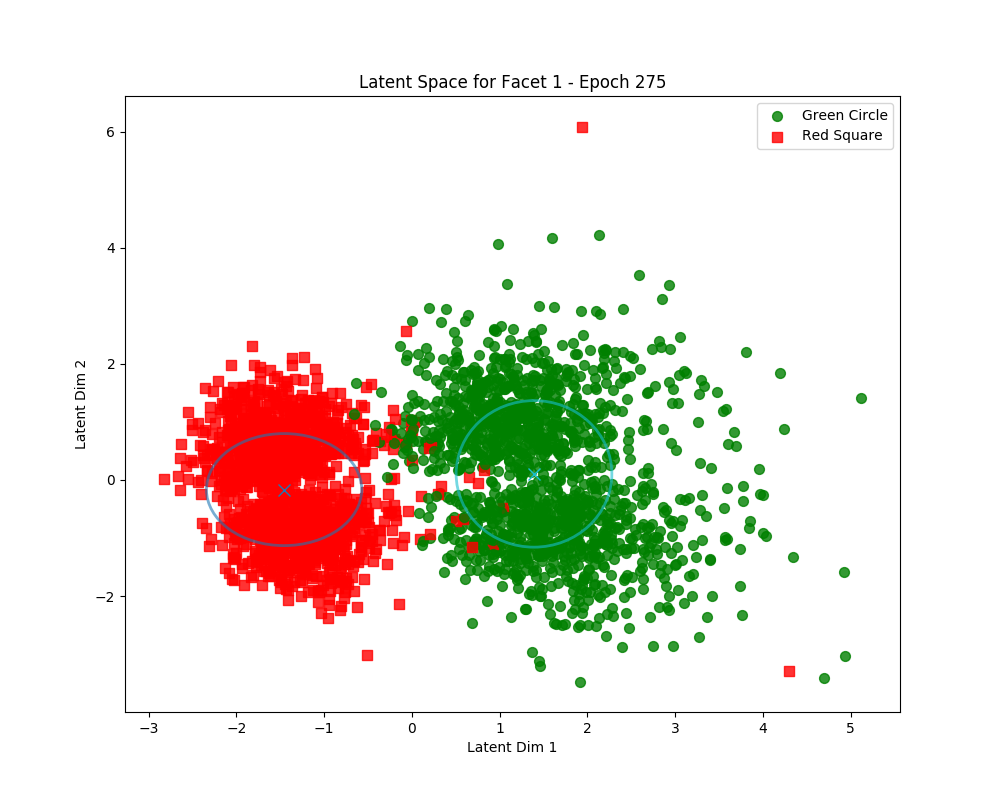 Latent Space for Facet 1 - Epoch 275
Green Circle
Red Square
6
4
2
0
−2
Latent Dim 2
−3
−2
−1
0
1
2
3
4
5
Latent Dim 1